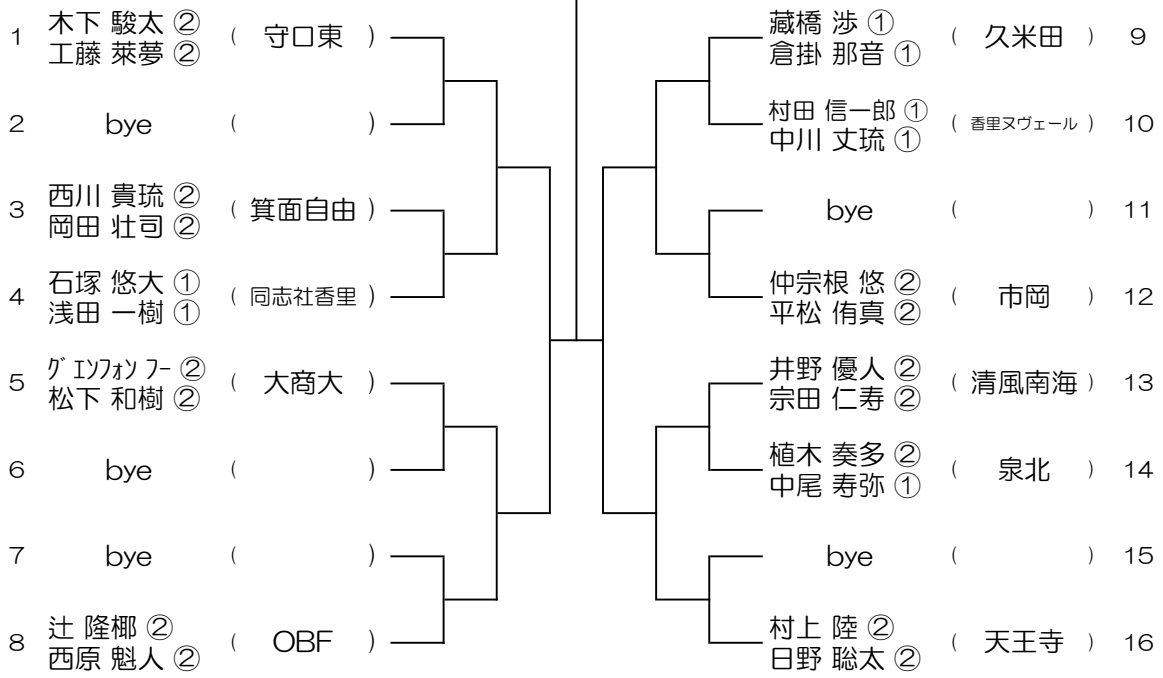 1 木下 駿太 ② ( 守口東 )
工藤 萊夢 ②
2 bye ( )
3 西川 貴琉 ② ( 箕面自由 )
岡田 壮司 ②
4 石塚 悠大 ① ( 同志社香里 )
浅田 一樹 ①
5 グエンフォン フー ② ( 大商大 )
松下 和樹 ②
6 bye ( )
7 bye ( )
8 辻 隆椰 ② ( OBF )
西原 魁人 ②
藏橋 渉 ① ( 久米田 ) 9
倉掛 那音 ①
村田 信一郎 ① ( 香里ヌヴェール ) 10
中川 丈琉 ①
bye ( ) 11
仲宗根 悠 ② ( 市岡 ) 12
平松 侑真 ②
井野 優人 ② ( 清風南海 ) 13
宗田 仁寿 ②
植木 奏多 ② ( 泉北 ) 14
中尾 寿弥 ①
bye ( ) 15
村上 陸 ② ( 天王寺 ) 16
日野 聡太 ②